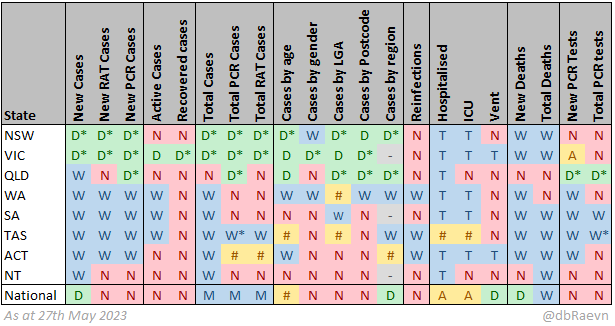 State New Cases New RAT Cases New PCR Cases Active Cases Recovered cases Total Cases Total PCR Cases Total RAT Cases Cases by age Cases by gender Cases by LGA Cases by Postcode Cases by region Reinfections Hospitalised ICU Vent New Deaths Total Deaths New PCR Tests Total PCR tests
NSW D* D* D* N N D* D* D* D* W D* D D* N T T N W W N N
VIC D* D* D* D D* D* D* D* D D* D D* - N T T T W W A N
QLD W N D* N N N D* N D N D* D* D* N T T N N N D* D*
WA W W W W N W N N W W # W W W T T N W W W W
SA W W W W N W N N N N w N - N T T N W W W W
TAS W W W W N W W* W # N # N N W # # N W W W W*
ACT W W W N N W # # W N N N # W T T T W W W W
NT W N N N N W N N N N N N - N N N N N W N N
National D N N N N M M M # N N N D N A A D D W N N
As at 27th May 2023 @dbRaevn